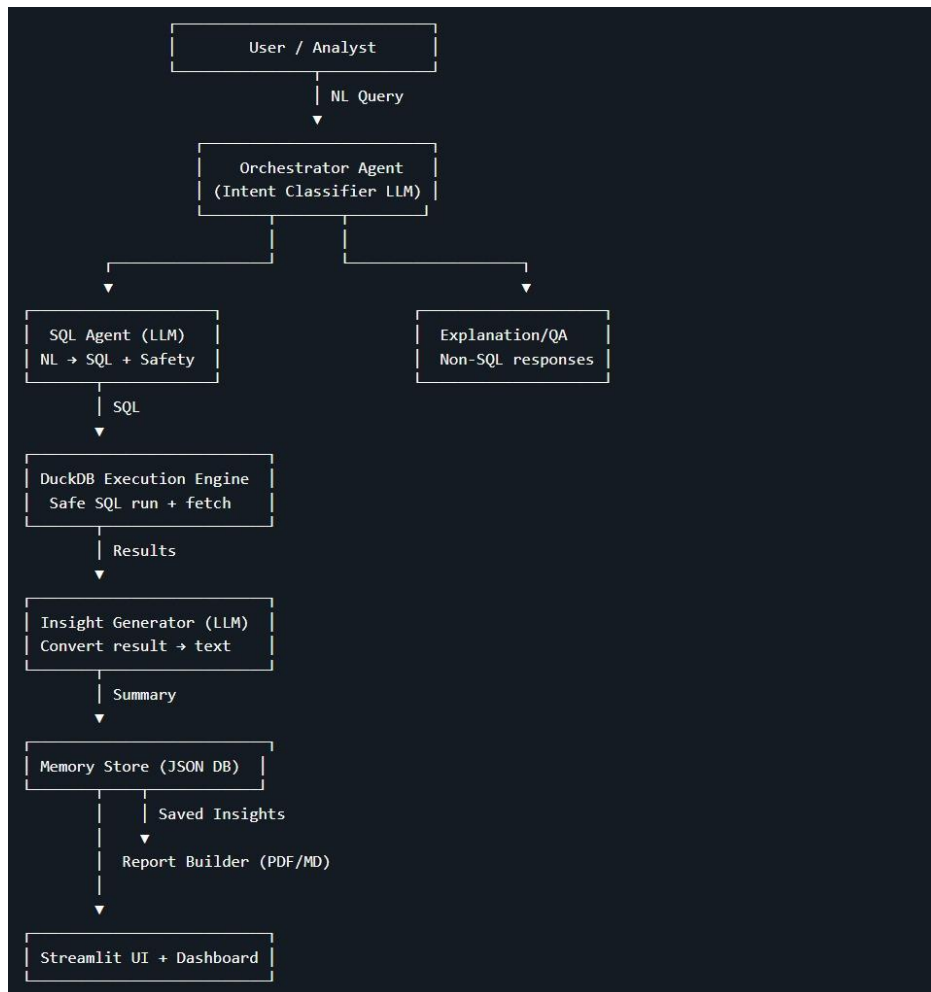 User / Analyst
NL Query
Orchestrator Agent
(Intent Classifier LLM)
SQL Agent (LLM)
NL → SQL + Safety
Explanation/QA
Non-SQL responses
SQL
DuckDB Execution Engine
Safe SQL run + fetch
Results
Insight Generator (LLM)
Convert result → text
Summary
Memory Store (JSON DB)
Saved Insights
Report Builder (PDF/MD)
Streamlit UI + Dashboard